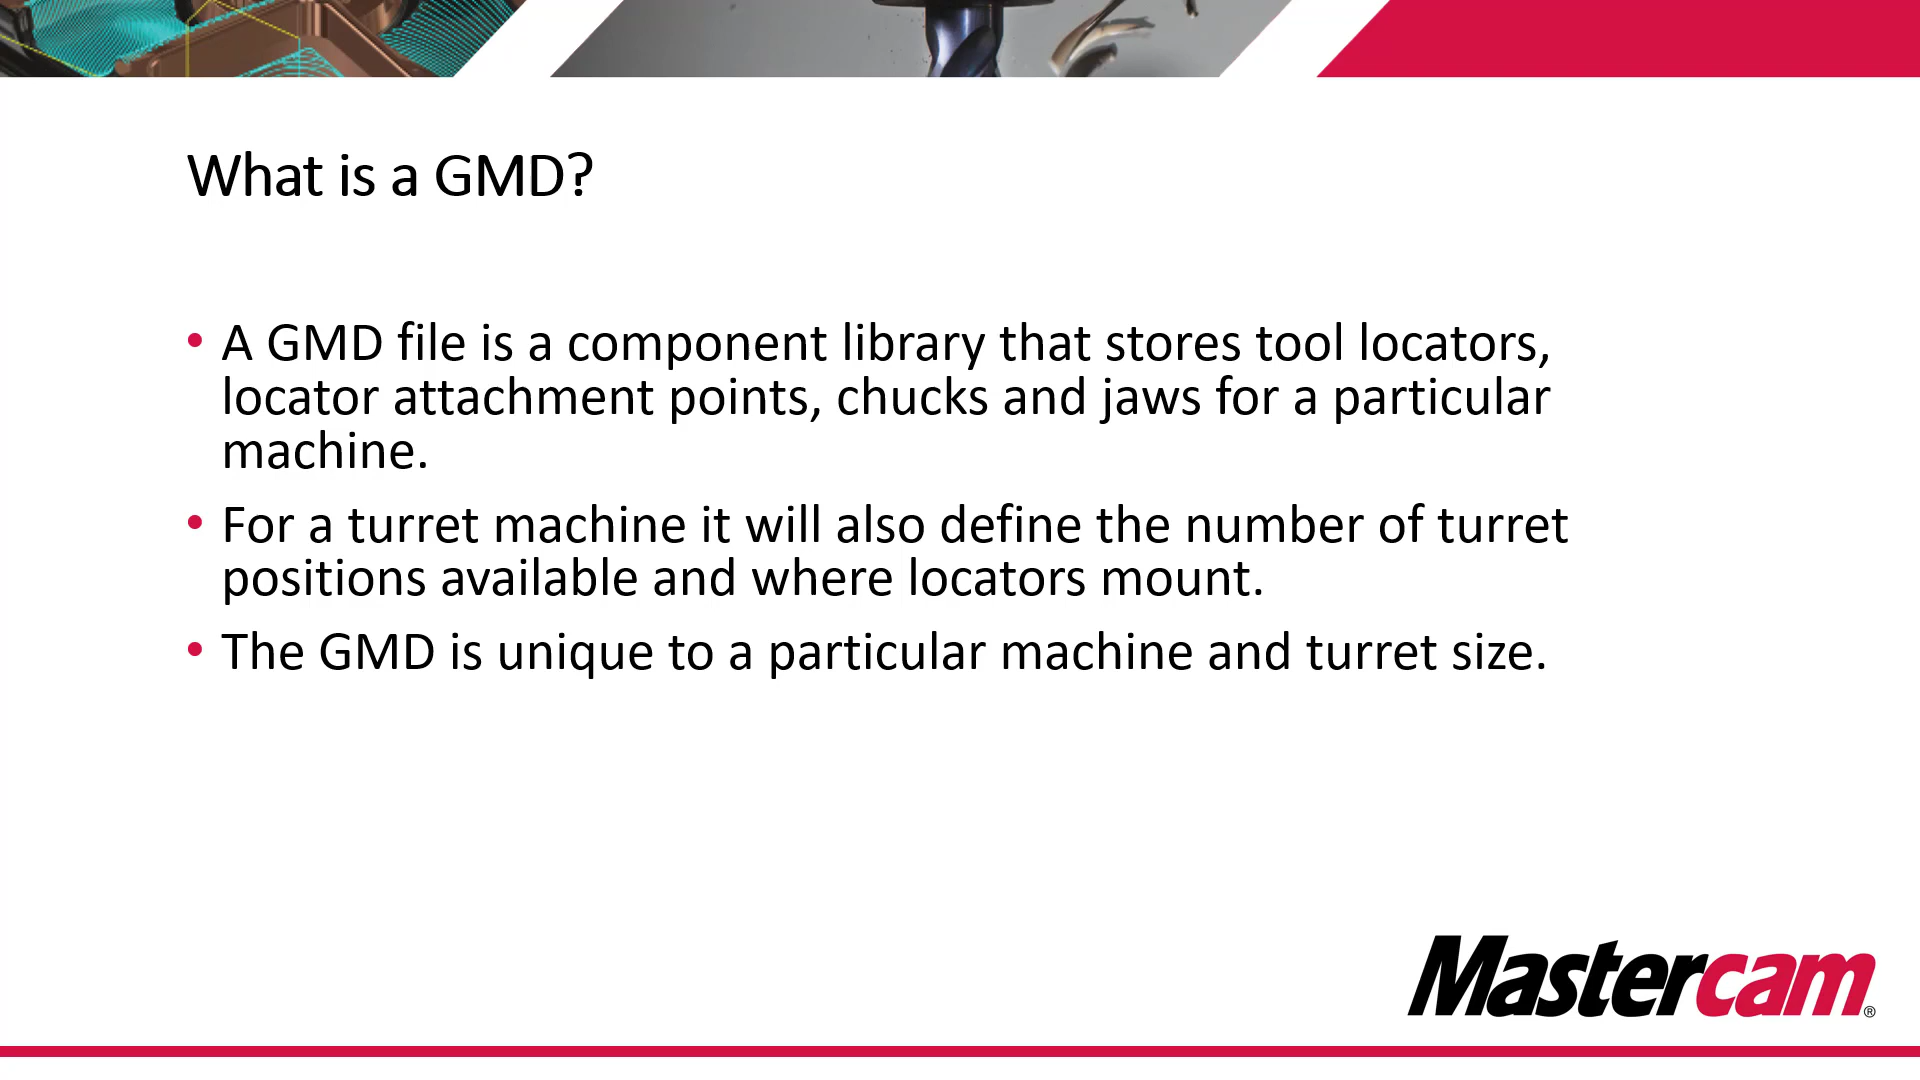 What is a GMD?
• A GMD file is a component library that stores tool locators,
locator attachment points, chucks and jaws for a particular
machine.
• For a turret machine it will also define the number of turret
positions available and where locators mount.
• The GMD is unique to a particular machine and turret size.
Mastercam®